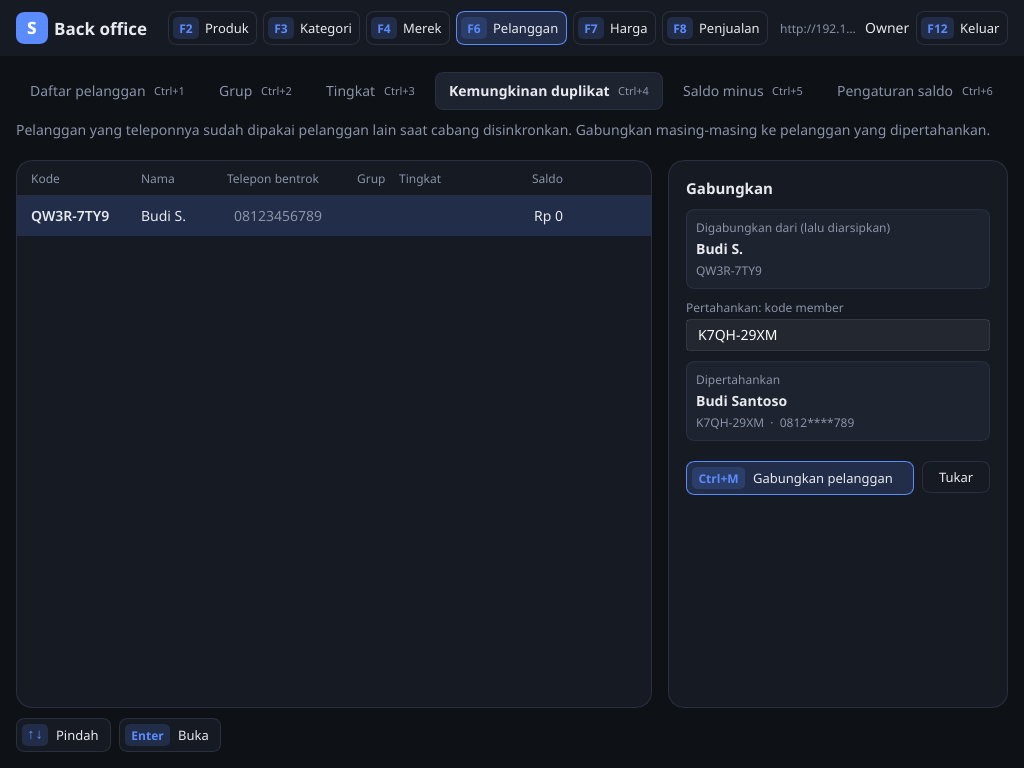 S Back office F2 Produk F3 Kategori F4 Merek F6 Pelanggan F7 Harga F8 Penjualan http://192.1... Owner F12 Keluar
Daftar pelanggan Ctrl+1 Grup Ctrl+2 Tingkat Ctrl+3 Kemungkinan duplikat Ctrl+4 Saldo minus Ctrl+5 Pengaturan saldo Ctrl+6
Pelanggan yang teleponnya sudah dipakai pelanggan lain saat cabang disinkronkan. Gabungkan masing-masing ke pelanggan yang dipertahankan.
Kode Nama Telepon bentrok Grup Tingkat Saldo
QW3R-7TY9 Budi S. 08123456789 Rp 0
Gabungkan
Digabungkan dari (lalu diarsipkan)
Budi S.
QW3R-7TY9
Pertahankan: kode member
K7QH-29XM
Dipertahankan
Budi Santoso
K7QH-29XM · 0812****789
Ctrl+M Gabungkan pelanggan Tukar
↑↓ Pindah Enter Buka